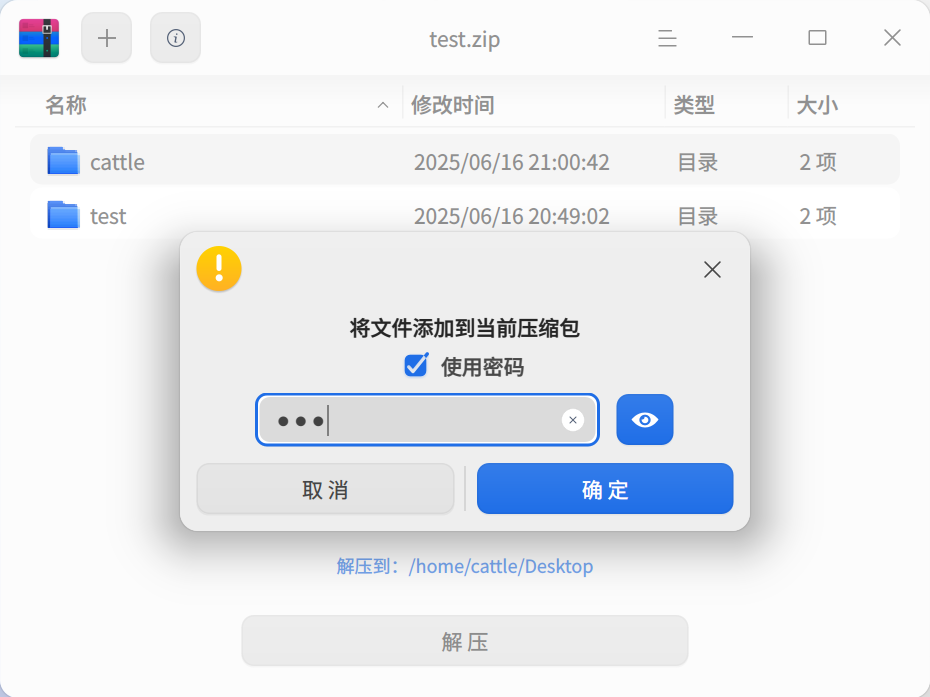 test.zip
名称 修改时间 类型 大小
cattle 2025/06/16 21:00:42 目录 2 项
test 2025/06/16 20:49:02 目录 2 项
将文件添加到当前压缩包
使用密码
取消 确定
解压到：/home/cattle/Desktop
解压